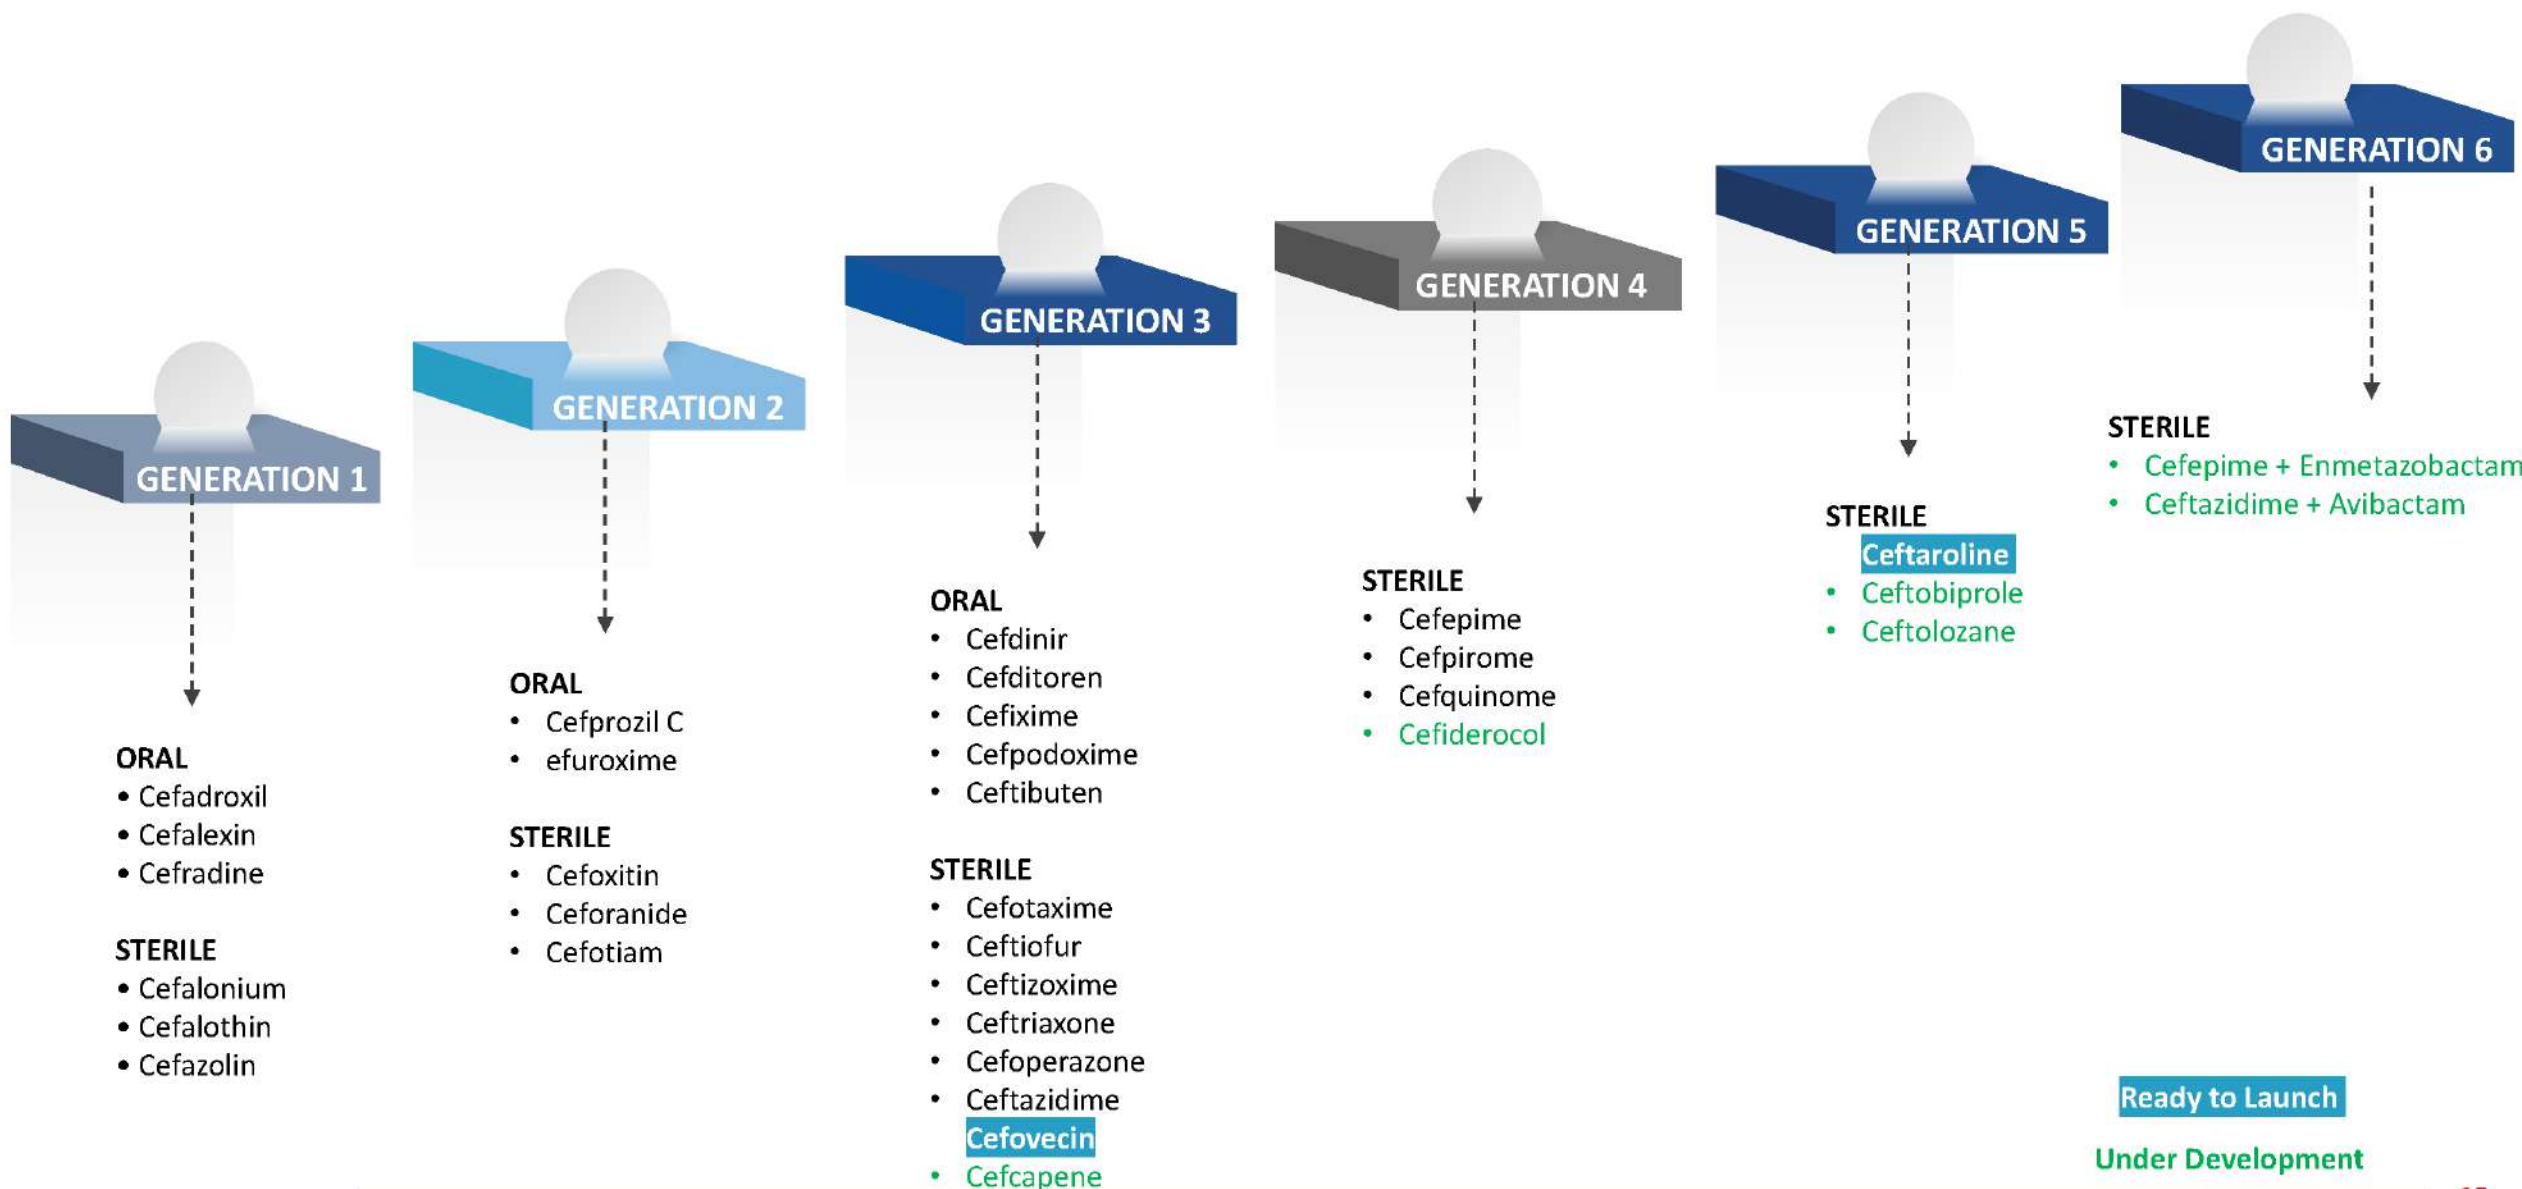 GENERATION 1
ORAL
• Cefadroxil
• Cefalexin
• Cefradine
STERILE
• Cefalonium
• Cefalothin
• Cefazolin
GENERATION 2
ORAL
• Cefprozil C
• efuroxime
STERILE
• Cefoxitin
• Ceforanide
• Cefotiam
GENERATION 3
ORAL
• Cefdinir
• Cefditoren
• Cefixime
• Cefpodoxime
• Ceftibuten
STERILE
• Cefotaxime
• Ceftiofur
• Ceftizoxime
• Ceftriaxone
• Cefoperazone
• Ceftazidime
Cefovecin
• Cefcapene
GENERATION 4
STERILE
• Cefepime
• Cefpirome
• Cefquinome
• Cefiderocol
GENERATION 5
STERILE
Ceftaroline
• Ceftobiprole
• Ceftolozane
GENERATION 6
STERILE
• Cefepime + Enmetazobactam
• Ceftazidime + Avibactam
Ready to Launch
Under Development